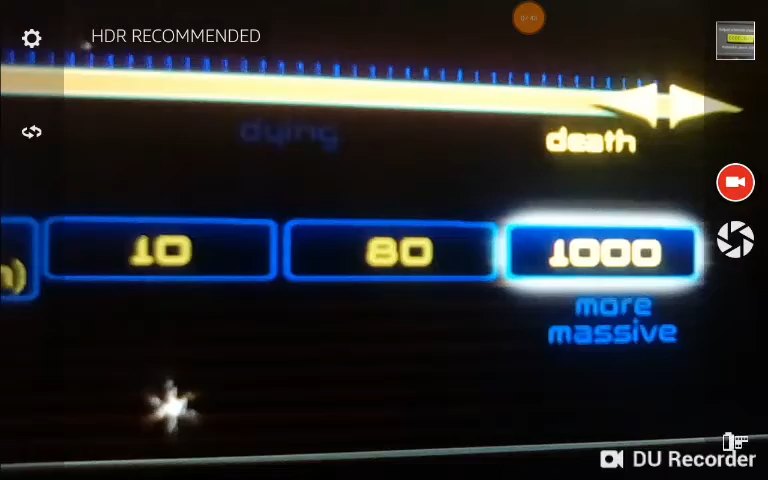 HDR RECOMMENDED
dying
death
10
80
1000
more
massive
DU Recorder